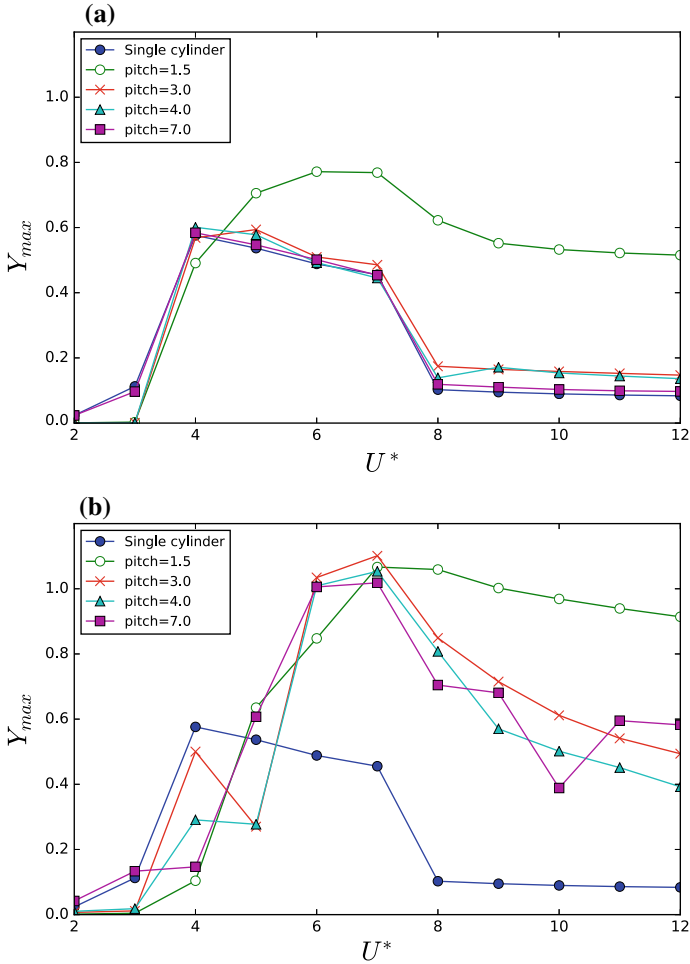 (a)
Single cylinder
pitch=1.5
pitch=3.0
pitch=4.0
pitch=7.0
1.0
0.8
0.6
0.4
0.2
0.0
Y_max
2 4 6 8 10 12
U*
(b)
Single cylinder
pitch=1.5
pitch=3.0
pitch=4.0
pitch=7.0
1.0
0.8
0.6
0.4
0.2
0.0
Y_max
2 4 6 8 10 12
U*